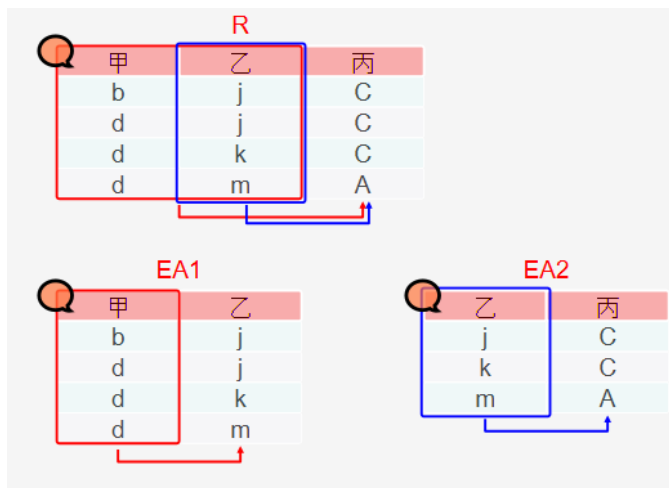 R
甲 乙 丙
b j C
d j C
d k C
d m A
EA1
甲 乙
b j
d j
d k
d m
EA2
乙 丙
j C
k C
m A